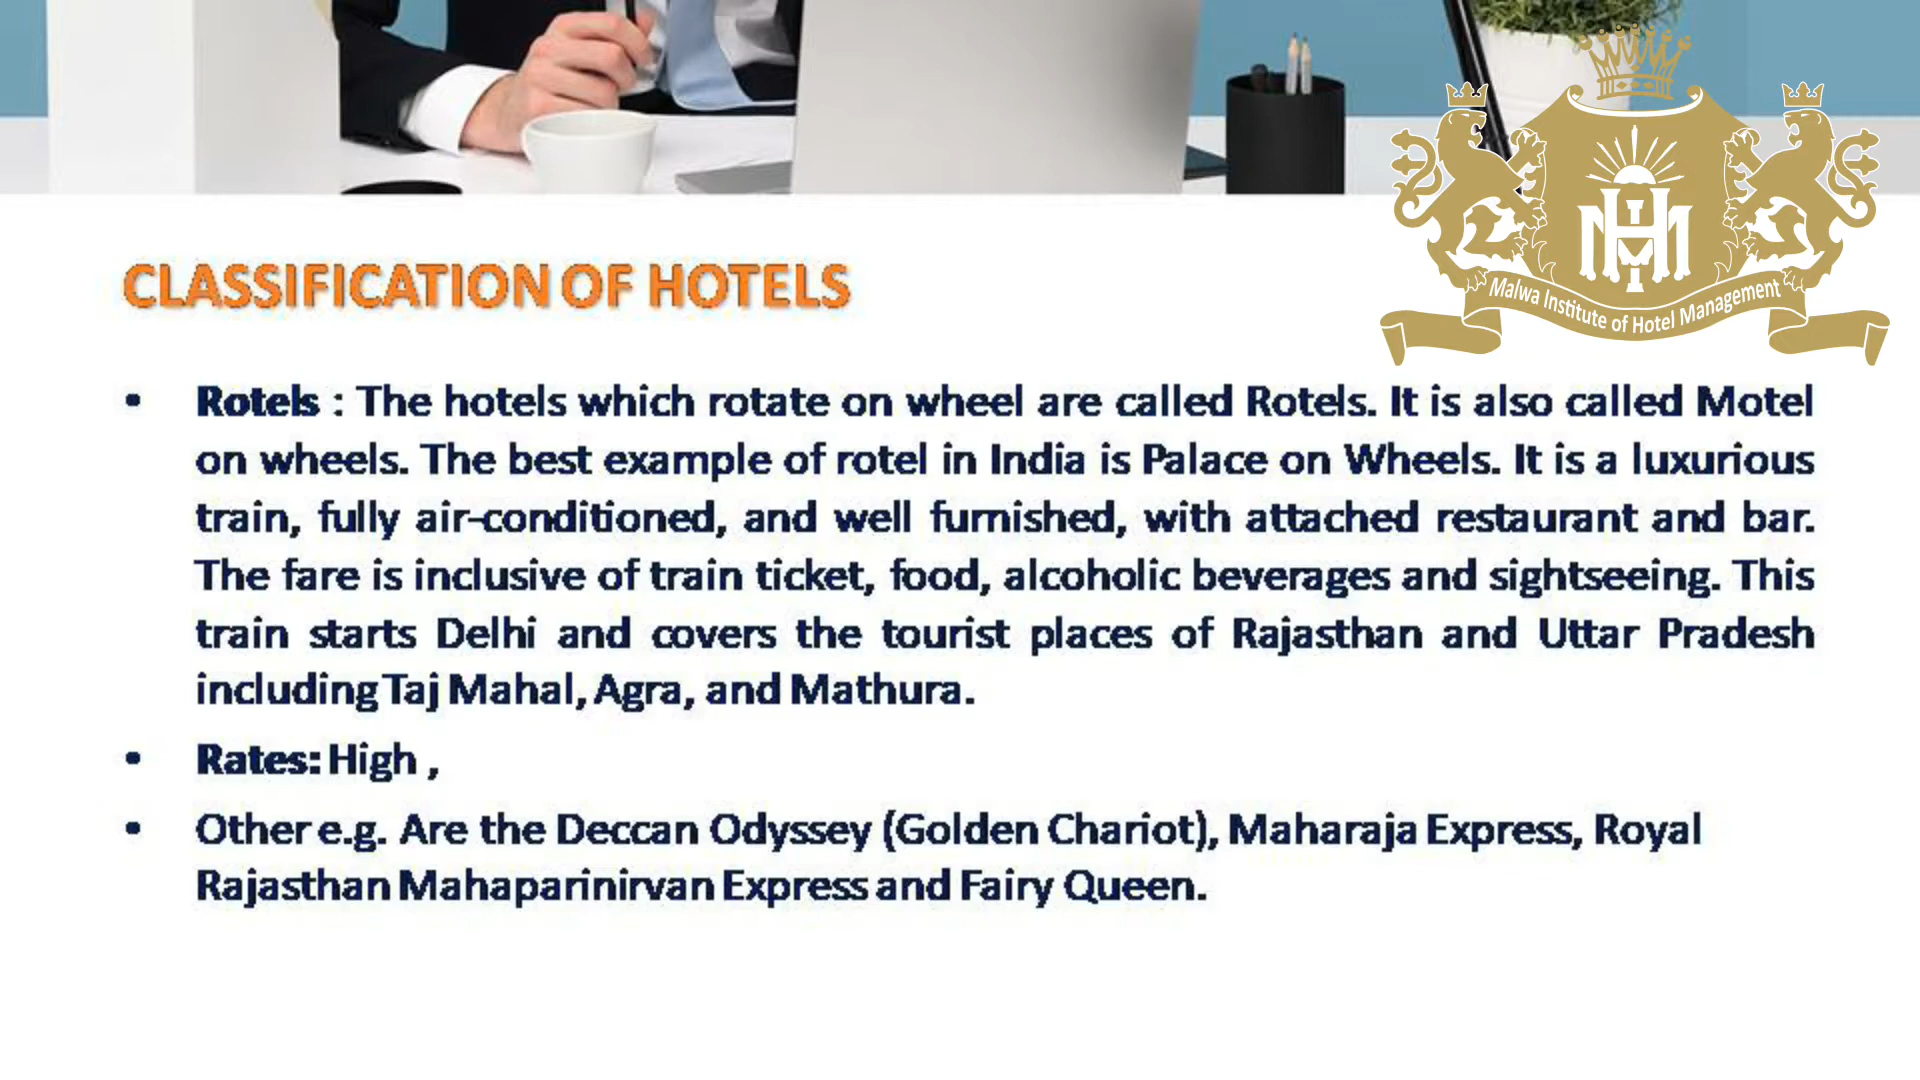 Malwa Institute of Hotel Management
CLASSIFICATION OF HOTELS
• Rotels : The hotels which rotate on wheel are called Rotels. It is also called Motel
on wheels. The best example of rotel in India is Palace on Wheels. It is a luxurious
train, fully air-conditioned, and well furnished, with attached restaurant and bar.
The fare is inclusive of train ticket, food, alcoholic beverages and sightseeing. This
train starts Delhi and covers the tourist places of Rajasthan and Uttar Pradesh
including Taj Mahal, Agra, and Mathura.
• Rates: High ,
• Other e.g. Are the Deccan Odyssey (Golden Chariot), Maharaja Express, Royal
Rajasthan Mahaparinirvan Express and Fairy Queen.